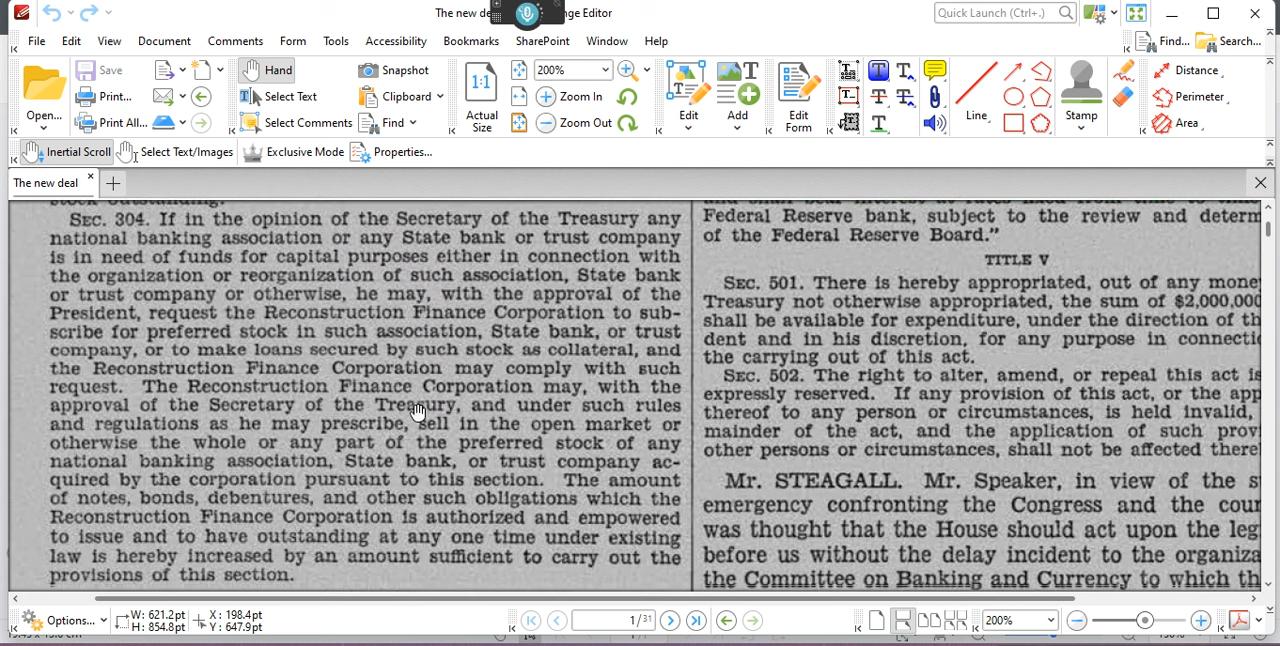 The new de
nge Editor
Quick Launch (Ctrl+.)
File Edit View Document Comments Form Tools Accessibility Bookmarks SharePoint Window Help
Find... Search...
Open...
Save
Print...
Print All...
Hand
Select Text
Select Comments
Snapshot
Clipboard
Find
1:1
Actual
Size
200%
Zoom In
Zoom Out
Edit
Add
Edit
Form
Line
Stamp
Distance
Perimeter
Area
Inertial Scroll Select Text/Images Exclusive Mode Properties...
The new deal
stock outstanding.
SEC. 304. If in the opinion of the Secretary of the Treasury any
national banking association or any State bank or trust company
is in need of funds for capital purposes either in connection with
the organization or reorganization of such association, State bank
or trust company or otherwise, he may, with the approval of the
President, request the Reconstruction Finance Corporation to sub-
scribe for preferred stock in such association, State bank, or trust
company, or to make loans secured by such stock as collateral, and
the Reconstruction Finance Corporation may comply with such
request. The Reconstruction Finance Corporation may, with the
approval of the Secretary of the Treasury, and under such rules
and regulations as he may prescribe, sell in the open market or
otherwise the whole or any part of the preferred stock of any
national banking association, State bank, or trust company ac-
quired by the corporation pursuant to this section. The amount
of notes, bonds, debentures, and other such obligations which the
Reconstruction Finance Corporation is authorized and empowered
to issue and to have outstanding at any one time under existing
law is hereby increased by an amount sufficient to carry out the
provisions of this section.
Federal Reserve bank, subject to the review and determ
of the Federal Reserve Board."
TITLE V
SEC. 501. There is hereby appropriated, out of any mone
Treasury not otherwise appropriated, the sum of $2,000,000
shall be available for expenditure, under the direction of th
dent and in his discretion, for any purpose in connecti
the carrying out of this act.
SEC. 502. The right to alter, amend, or repeal this act is
expressly reserved. If any provision of this act, or the app
thereof to any person or circumstances, is held invalid,
mainder of the act, and the application of such prov
other persons or circumstances, shall not be affected there
Mr. STEAGALL. Mr. Speaker, in view of the s
emergency confronting the Congress and the cour
was thought that the House should act upon the leg
before us without the delay incident to the organiza
the Committee on Banking and Currency to which th
Options... W: 621.2pt X: 198.4pt
H: 854.8pt Y: 647.9pt
1/31
200%